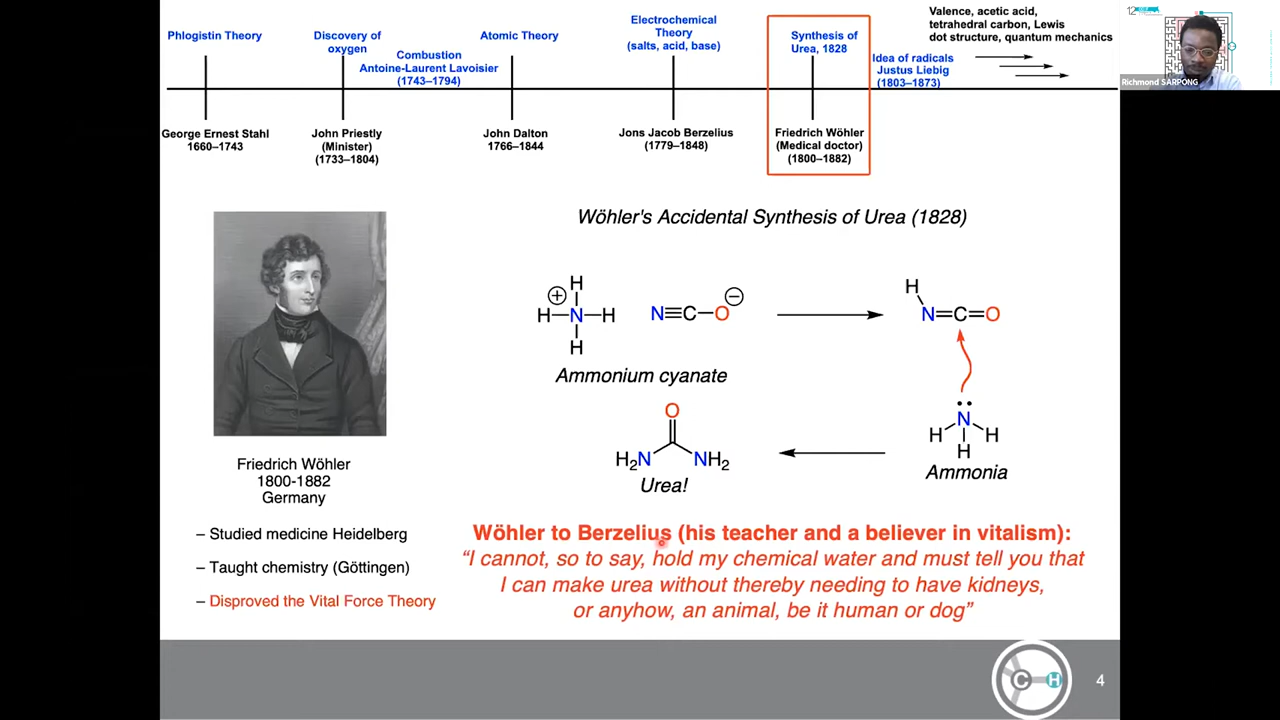 Phlogistin Theory
Discovery of
oxygen
Combustion
Antoine-Laurent Lavoisier
(1743–1794)
Atomic Theory
Electrochemical
Theory
(salts, acid, base)
Synthesis of
Urea, 1828
Idea of radicals
Justus Liebig
(1803–1873)
Valence, acetic acid,
tetrahedral carbon, Lewis
dot structure, quantum mechanics
12
Richmond SARPONG
George Ernest Stahl
1660–1743
John Priestly
(Minister)
(1733–1804)
John Dalton
1766–1844
Jons Jacob Berzelius
(1779–1848)
Friedrich Wöhler
(Medical doctor)
(1800–1882)
Wöhler's Accidental Synthesis of Urea (1828)
H
H–N–H
H
N≡C–O
H
N=C=O
Ammonium cyanate
N
H H
H
Ammonia
O
H₂N NH₂
Urea!
Friedrich Wöhler
1800-1882
Germany
– Studied medicine Heidelberg
– Taught chemistry (Göttingen)
– Disproved the Vital Force Theory
Wöhler to Berzelius (his teacher and a believer in vitalism):
“I cannot, so to say, hold my chemical water and must tell you that
I can make urea without thereby needing to have kidneys,
or anyhow, an animal, be it human or dog”
C H
4